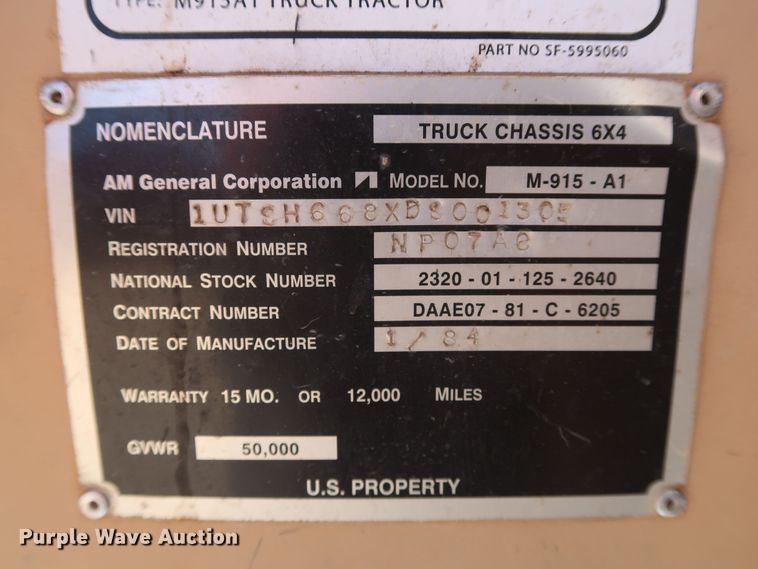 TYPE: M915A1 TRUCK TRACTOR
PART NO SF-5995060
NOMENCLATURE TRUCK CHASSIS 6X4
AM General Corporation MODEL NO. M-915 - A1
VIN
REGISTRATION NUMBER
NATIONAL STOCK NUMBER 2320 - 01 - 125 - 2640
CONTRACT NUMBER DAAE07 - 81 - C - 6205
DATE OF MANUFACTURE 1/84
WARRANTY 15 MO. OR 12,000 MILES
GVWR 50,000
U.S. PROPERTY
Purple Wave Auction